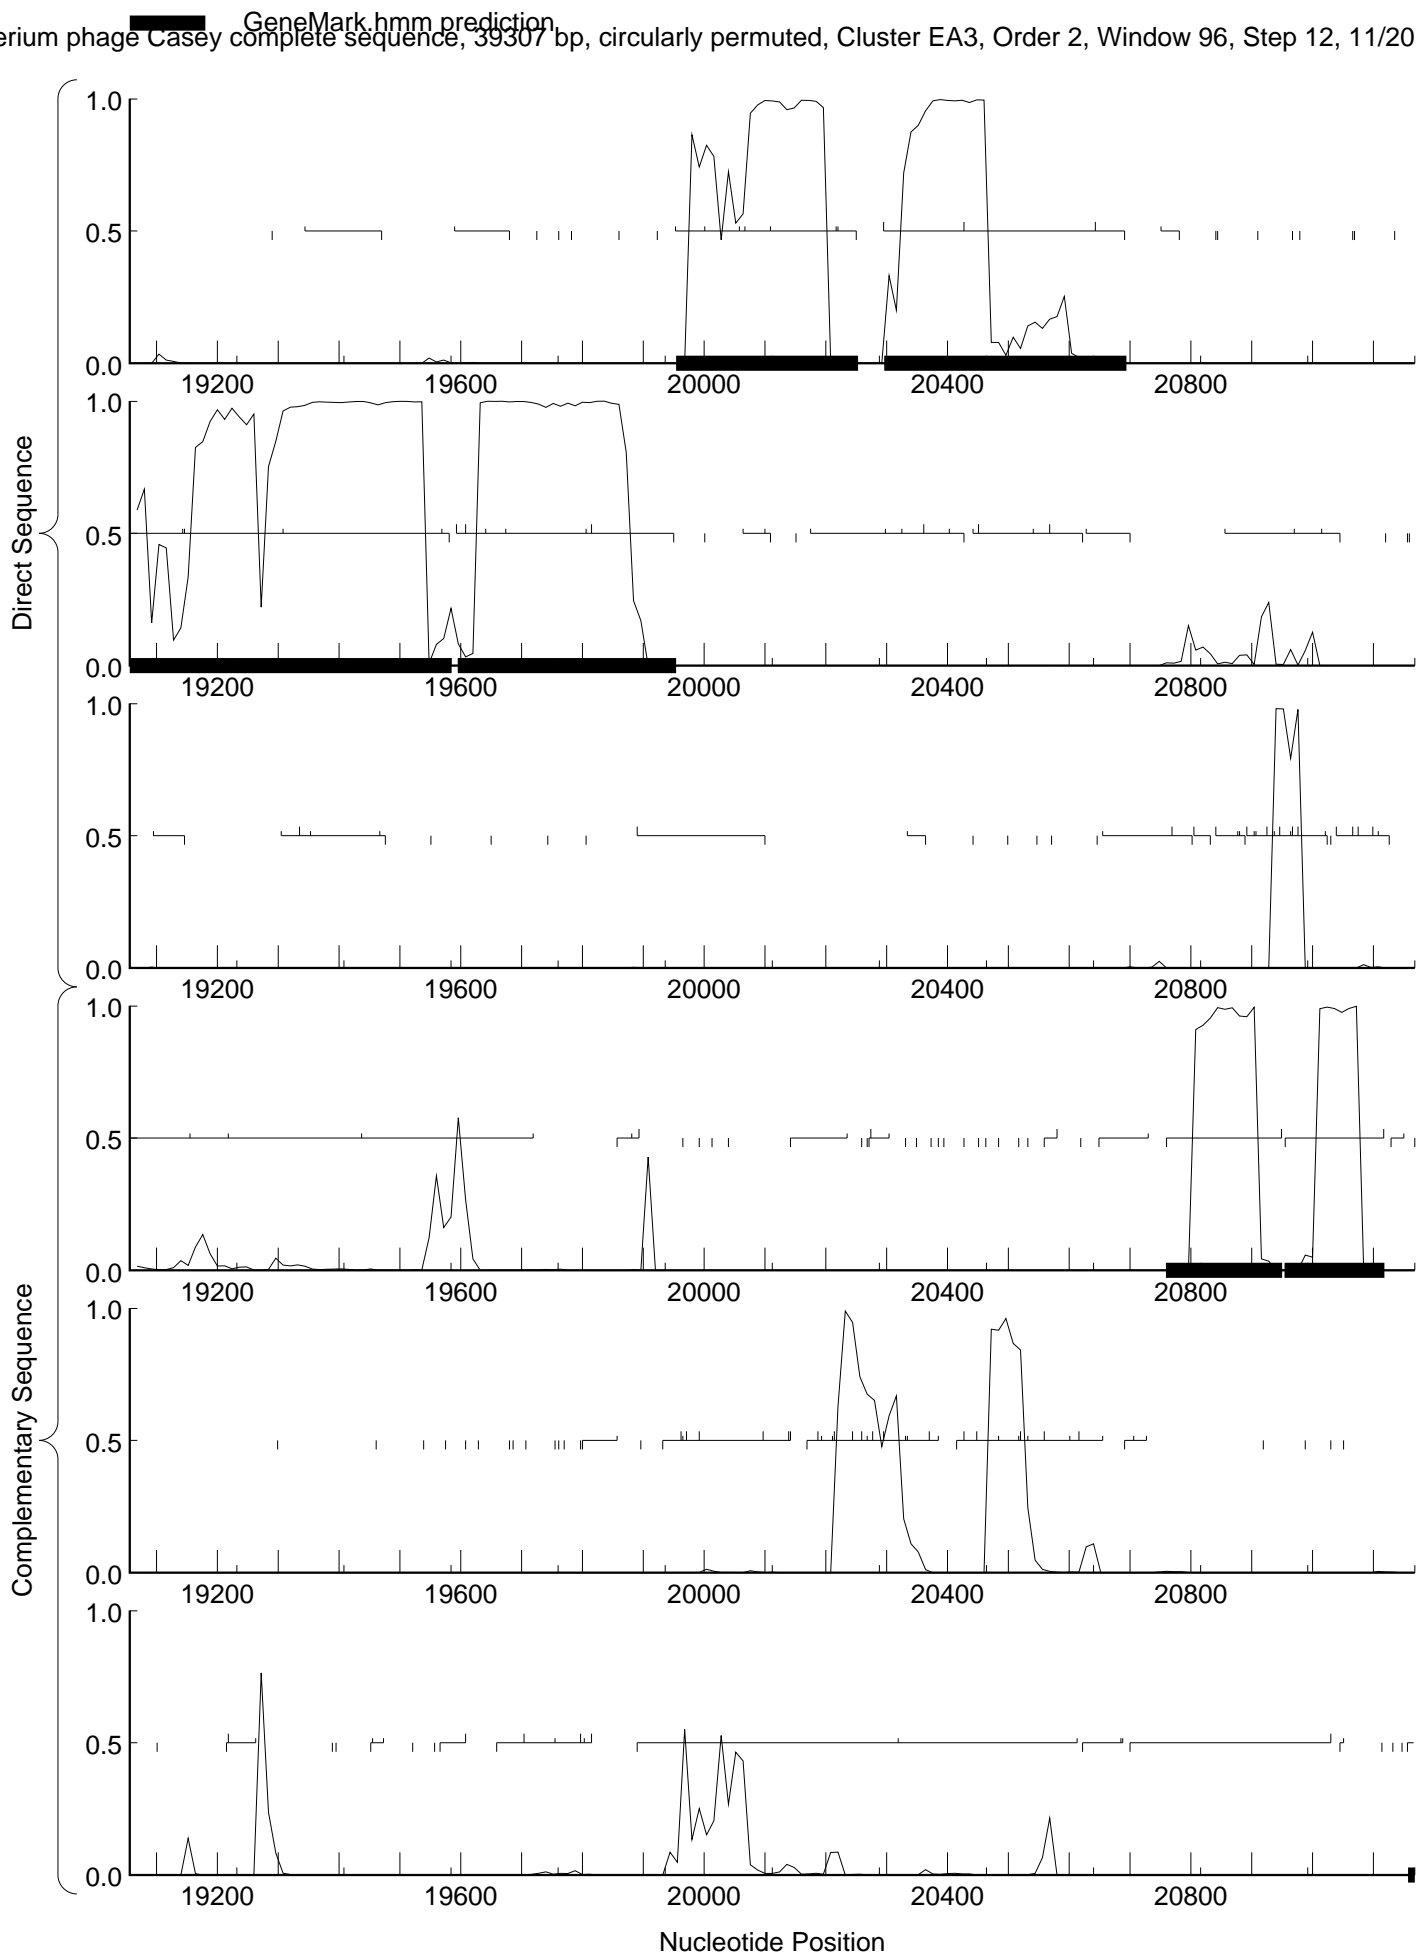 GeneMark.hmm prediction
erium phage Casey complete sequence, 39307 bp, circularly permuted, Cluster EA3, Order 2, Window 96, Step 12, 11/20
Direct Sequence
1.0
0.5
0.0
19200 19600 20000 20400 20800
1.0
0.5
0.0
19200 19600 20000 20400 20800
1.0
0.5
0.0
19200 19600 20000 20400 20800
Complementary Sequence
1.0
0.5
0.0
19200 19600 20000 20400 20800
1.0
0.5
0.0
19200 19600 20000 20400 20800
1.0
0.5
0.0
19200 19600 20000 20400 20800
Nucleotide Position